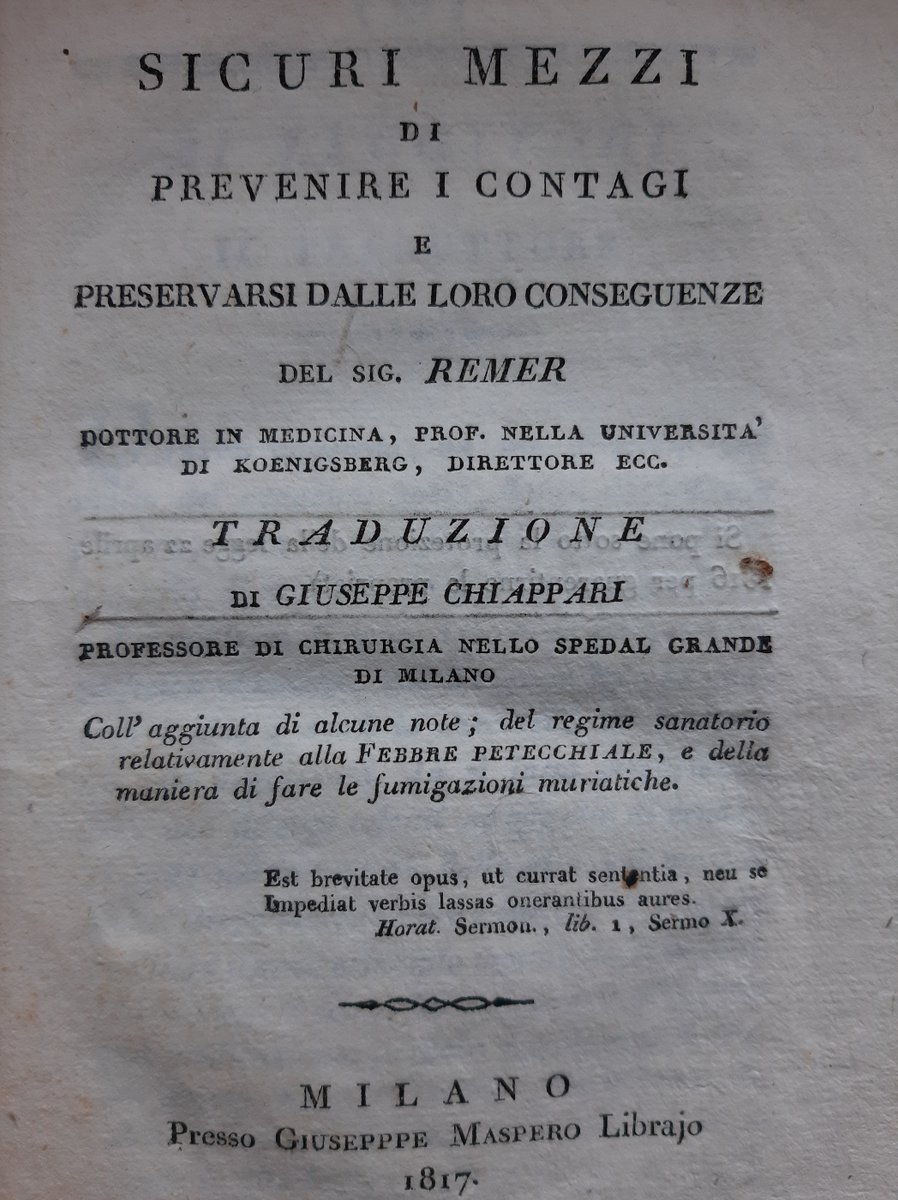 SICURI MEZZI
DI
PREVENIRE I CONTAGI
E
PRESERVARSI DALLE LORO CONSEGUENZE
DEL SIG. REMER
DOTTORE IN MEDICINA, PROF. NELLA UNIVERSITA'
DI KOENIGSBERG, DIRETTORE ECC.
TRADUZIONE
DI GIUSEPPE CHIAPPARI
PROFESSORE DI CHIRURGIA NELLO SPEDAL GRANDE
DI MILANO
Coll' aggiunta di alcune note; del regime sanatorio
relativamente alla FEBBRE PETECCHIALE, e della
maniera di fare le fumigazioni muriatiche.
Est brevitate opus, ut currat sententia, neu se
Impediat verbis lassas onerantibus aures.
Horat. Sermon., lib. 1, Sermo X.
MILANO
Presso GIUSEPPPE MASPERO Librajo
1817.